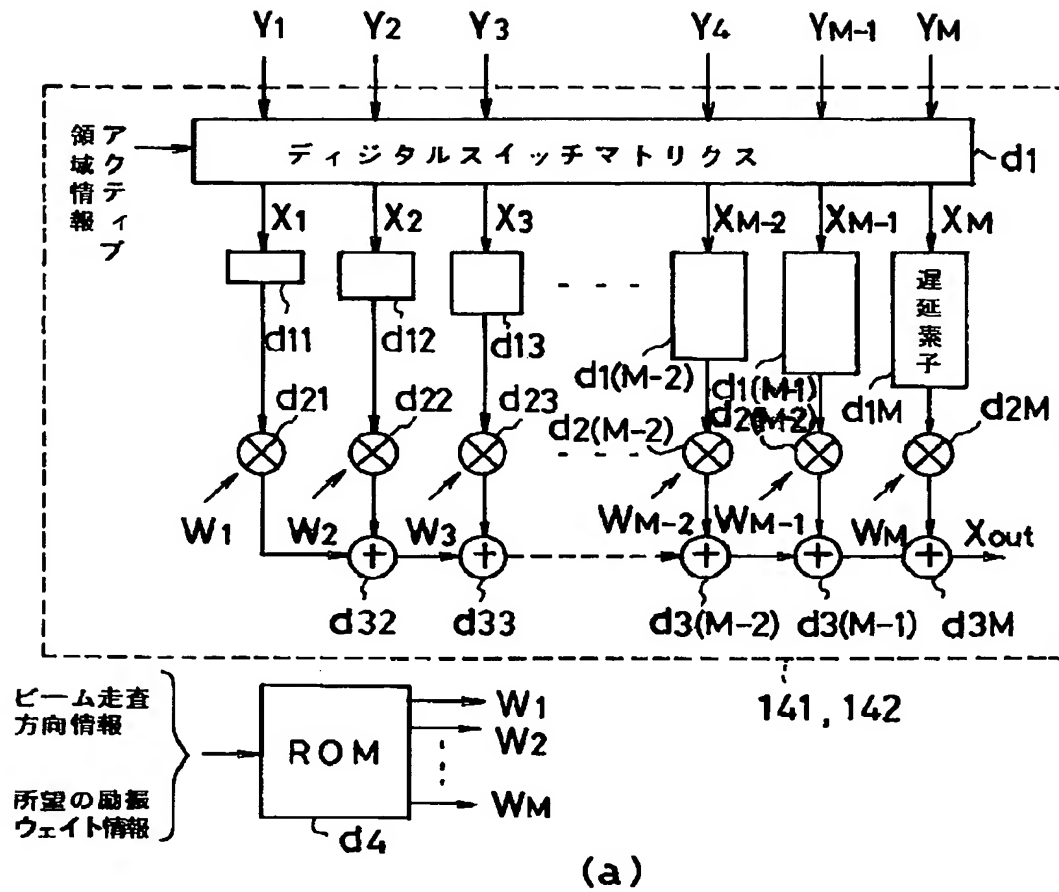 Y1 Y2 Y3 Y4 YM-1 YM
アクティブ
領域情報
ディジタルスイッチマトリクス
d1
X1 X2 X3 XM-2 XM-1 XM
遅延素子
d11 d12 d13 d1(M-2) d1(M-1) d1M
d21 d22 d23 d2(M-2) d2(M-2) d2M
W1 W2 W3 WM-2 WM-1 WM Xout
d32 d33 d3(M-2) d3(M-1) d3M
141, 142
ビーム走査
方向情報
所望の励振
ウェイト情報
ROM
W1
W2
WM
d4
(a)